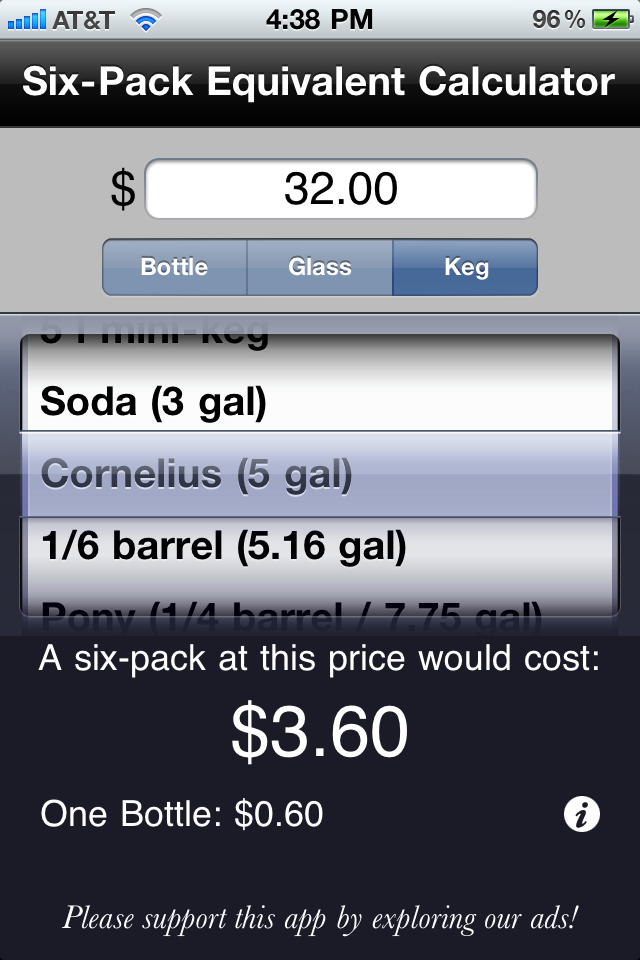 AT&T 4:38 PM 96%
Six-Pack Equivalent Calculator
$ 32.00
Bottle Glass Keg
5 l mini-keg
Soda (3 gal)
Cornelius (5 gal)
1/6 barrel (5.16 gal)
Pony (1/4 barrel / 7.75 gal)
A six-pack at this price would cost:
$3.60
One Bottle: $0.60 i
Please support this app by exploring our ads!